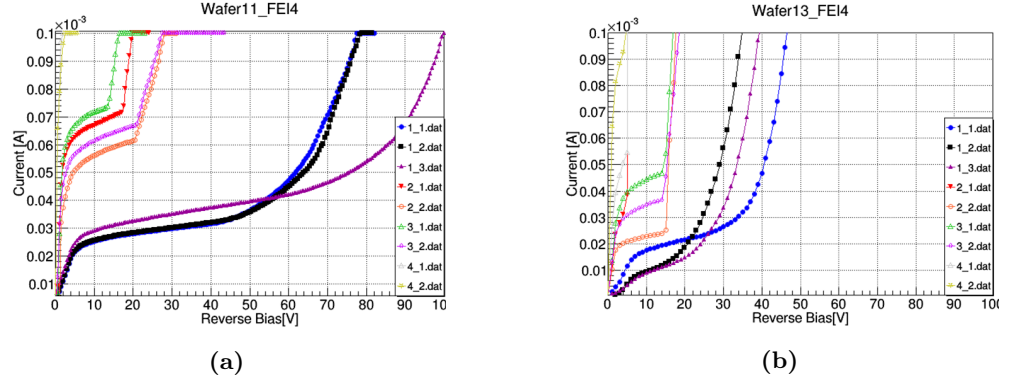 Wafer11_FEI4
×10⁻³
Current [A]
0.1
0.09
0.08
0.07
0.06
0.05
0.04
0.03
0.02
0.01
0 10 20 30 40 50 60 70 80 90 100
Reverse Bias[V]
1_1.dat
1_2.dat
1_3.dat
2_1.dat
2_2.dat
3_1.dat
3_2.dat
4_1.dat
4_2.dat
(a)
Wafer13_FEI4
×10⁻³
Current [A]
0.1
0.09
0.08
0.07
0.06
0.05
0.04
0.03
0.02
0.01
0 10 20 30 40 50 60 70 80 90 100
Reverse Bias[V]
1_1.dat
1_2.dat
1_3.dat
2_1.dat
2_2.dat
3_1.dat
3_2.dat
4_1.dat
4_2.dat
(b)